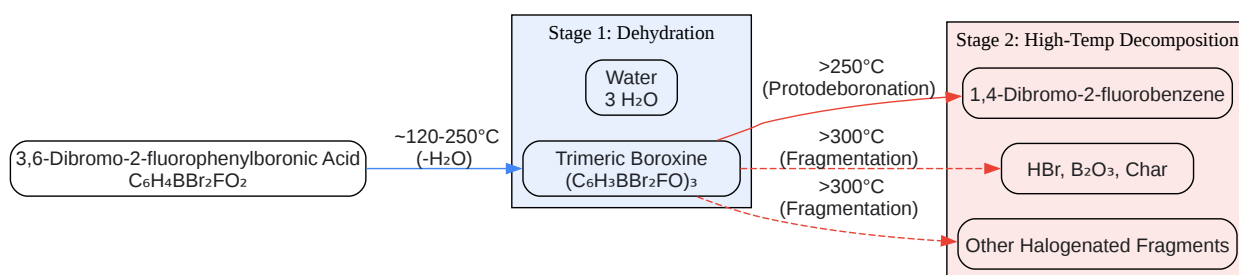 3,6-Dibromo-2-fluorophenylboronic Acid
C₆H₄BBr₂FO₂
~120-250°C
(-H₂O)
Stage 1: Dehydration
Water
3 H₂O
Trimeric Boroxine
(C₆H₃BBr₂FO)₃
>250°C
(Protodeboronation)
>300°C
(Fragmentation)
>300°C
(Fragmentation)
Stage 2: High-Temp Decomposition
1,4-Dibromo-2-fluorobenzene
HBr, B₂O₃, Char
Other Halogenated Fragments